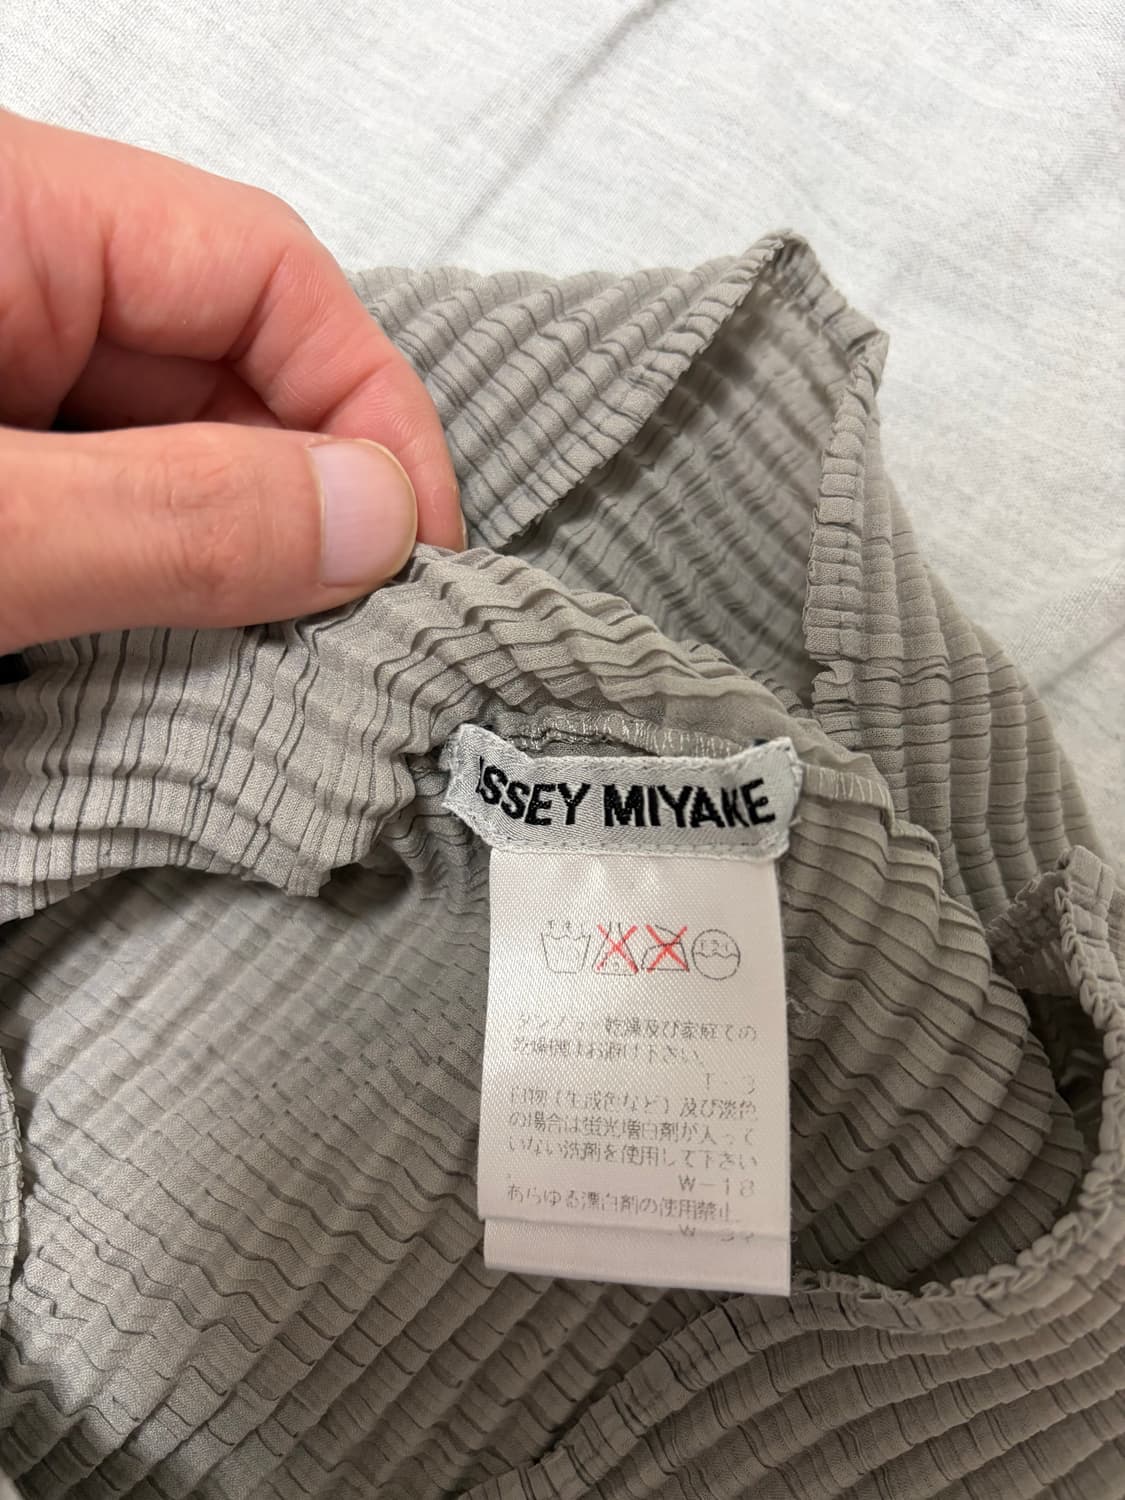 ISSEY MIYAKE
タンブラー乾燥及び家庭での
乾燥機はお避け下さい。
T-3
白物(生成色など)及び淡色
の場合は蛍光増白剤が入って
いない洗剤を使用して下さい
W-18
あらゆる漂白剤の使用禁止